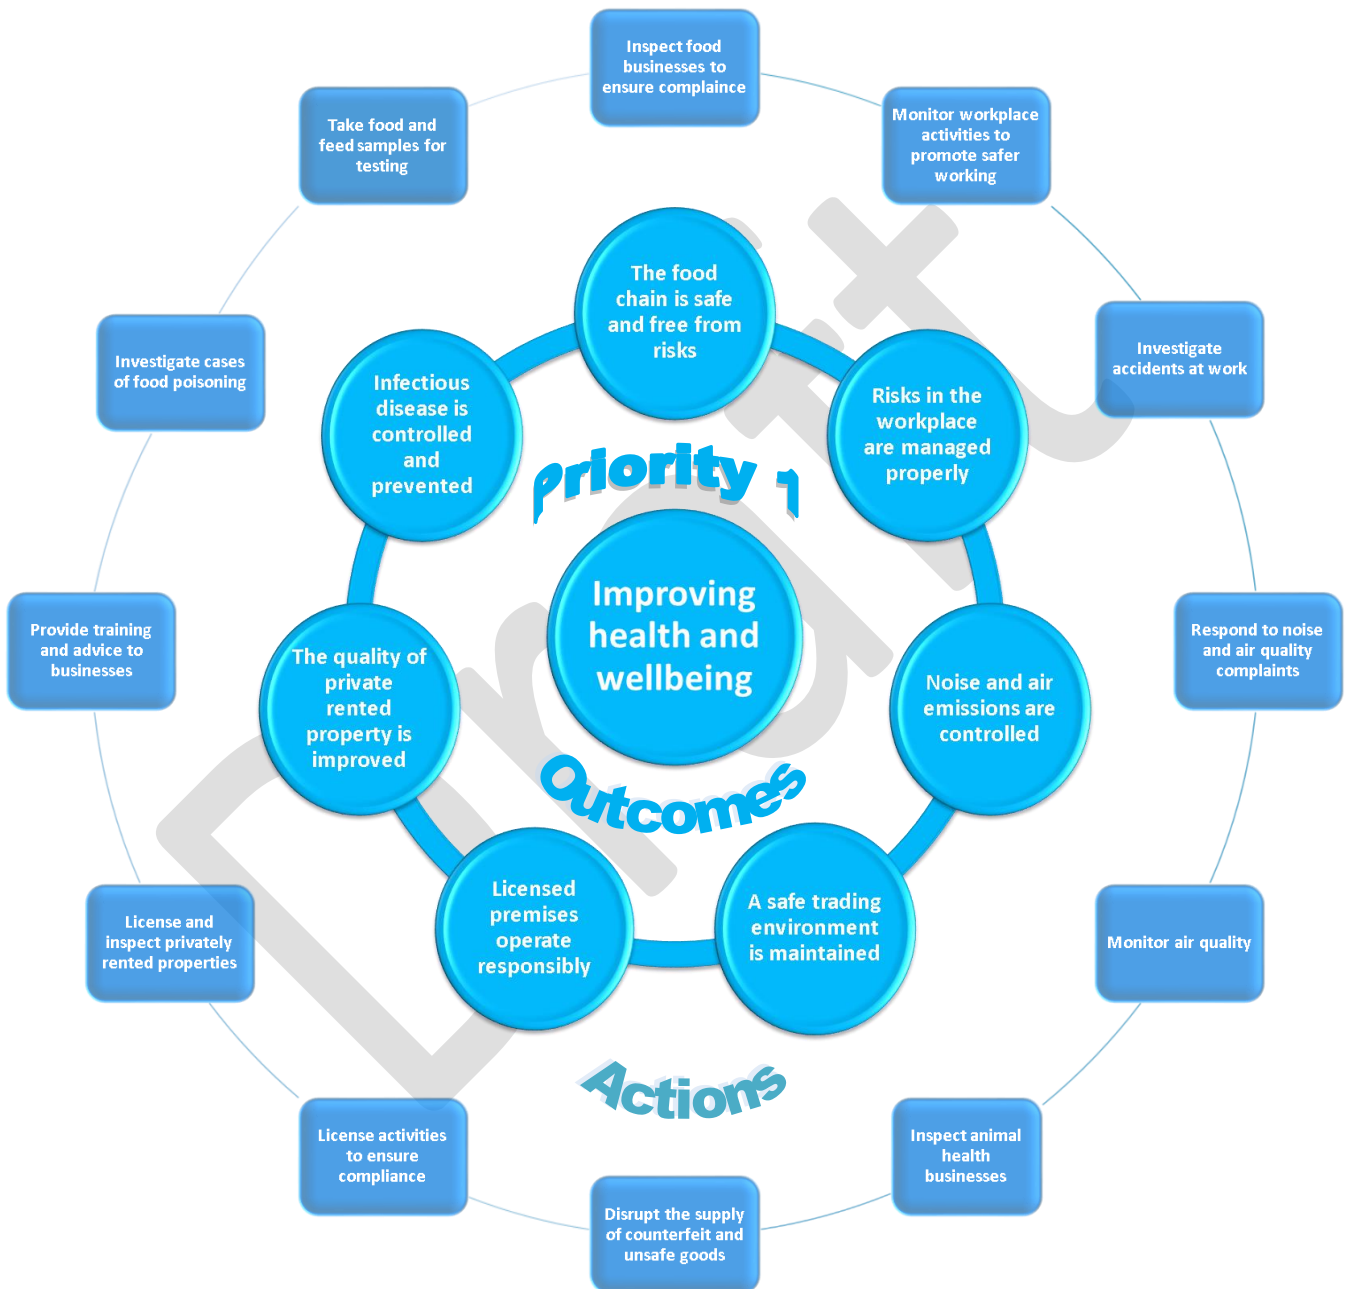 Inspect food
businesses to
ensure complaince
Monitor workplace
activities to
promote safer
working
Investigate
accidents at work
Respond to noise
and air quality
complaints
Monitor air quality
Inspect animal
health
businesses
Disrupt the supply
of counterfeit and
unsafe goods
License activities
to ensure
compliance
License and
inspect privately
rented properties
Provide training
and advice to
businesses
Investigate cases
of food poisoning
Take food and
feed samples for
testing
The food
chain is safe
and free from
risks
Risks in the
workplace
are managed
properly
Noise and air
emissions are
controlled
A safe trading
environment
is maintained
Licensed
premises
operate
responsibly
The quality of
private
rented
property is
improved
Infectious
disease is
controlled
and
prevented
Priority 1
Improving
health and
wellbeing
Outcomes
Actions
Draft